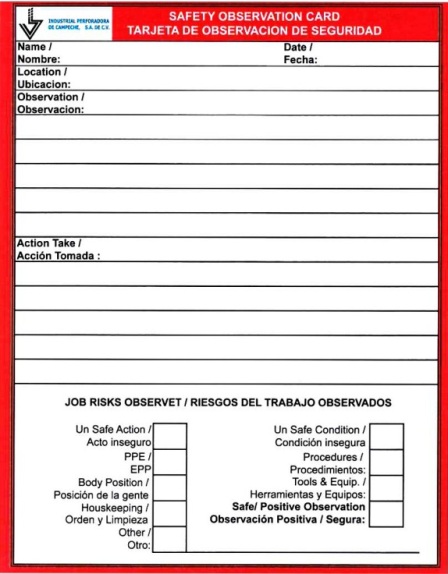 INDUSTRIAL PERFORADORA
DE CAMPECHE, S.A. DE C.V.
SAFETY OBSERVATION CARD
TARJETA DE OBSERVACION DE SEGURIDAD
Name /
Nombre:
Date /
Fecha:
Location /
Ubicacion:
Observation /
Observacion:
Action Take /
Acción Tomada :
JOB RISKS OBSERVET / RIESGOS DEL TRABAJO OBSERVADOS
Un Safe Action /
Acto inseguro
PPE /
EPP
Body Position /
Posición de la gente
Houskeeping /
Orden y Limpieza
Other /
Otro:
Un Safe Condition /
Condición insegura
Procedures /
Procedimientos:
Tools & Equip. /
Herramientas y Equipos:
Safe/ Positive Observation
Observación Positiva / Segura: